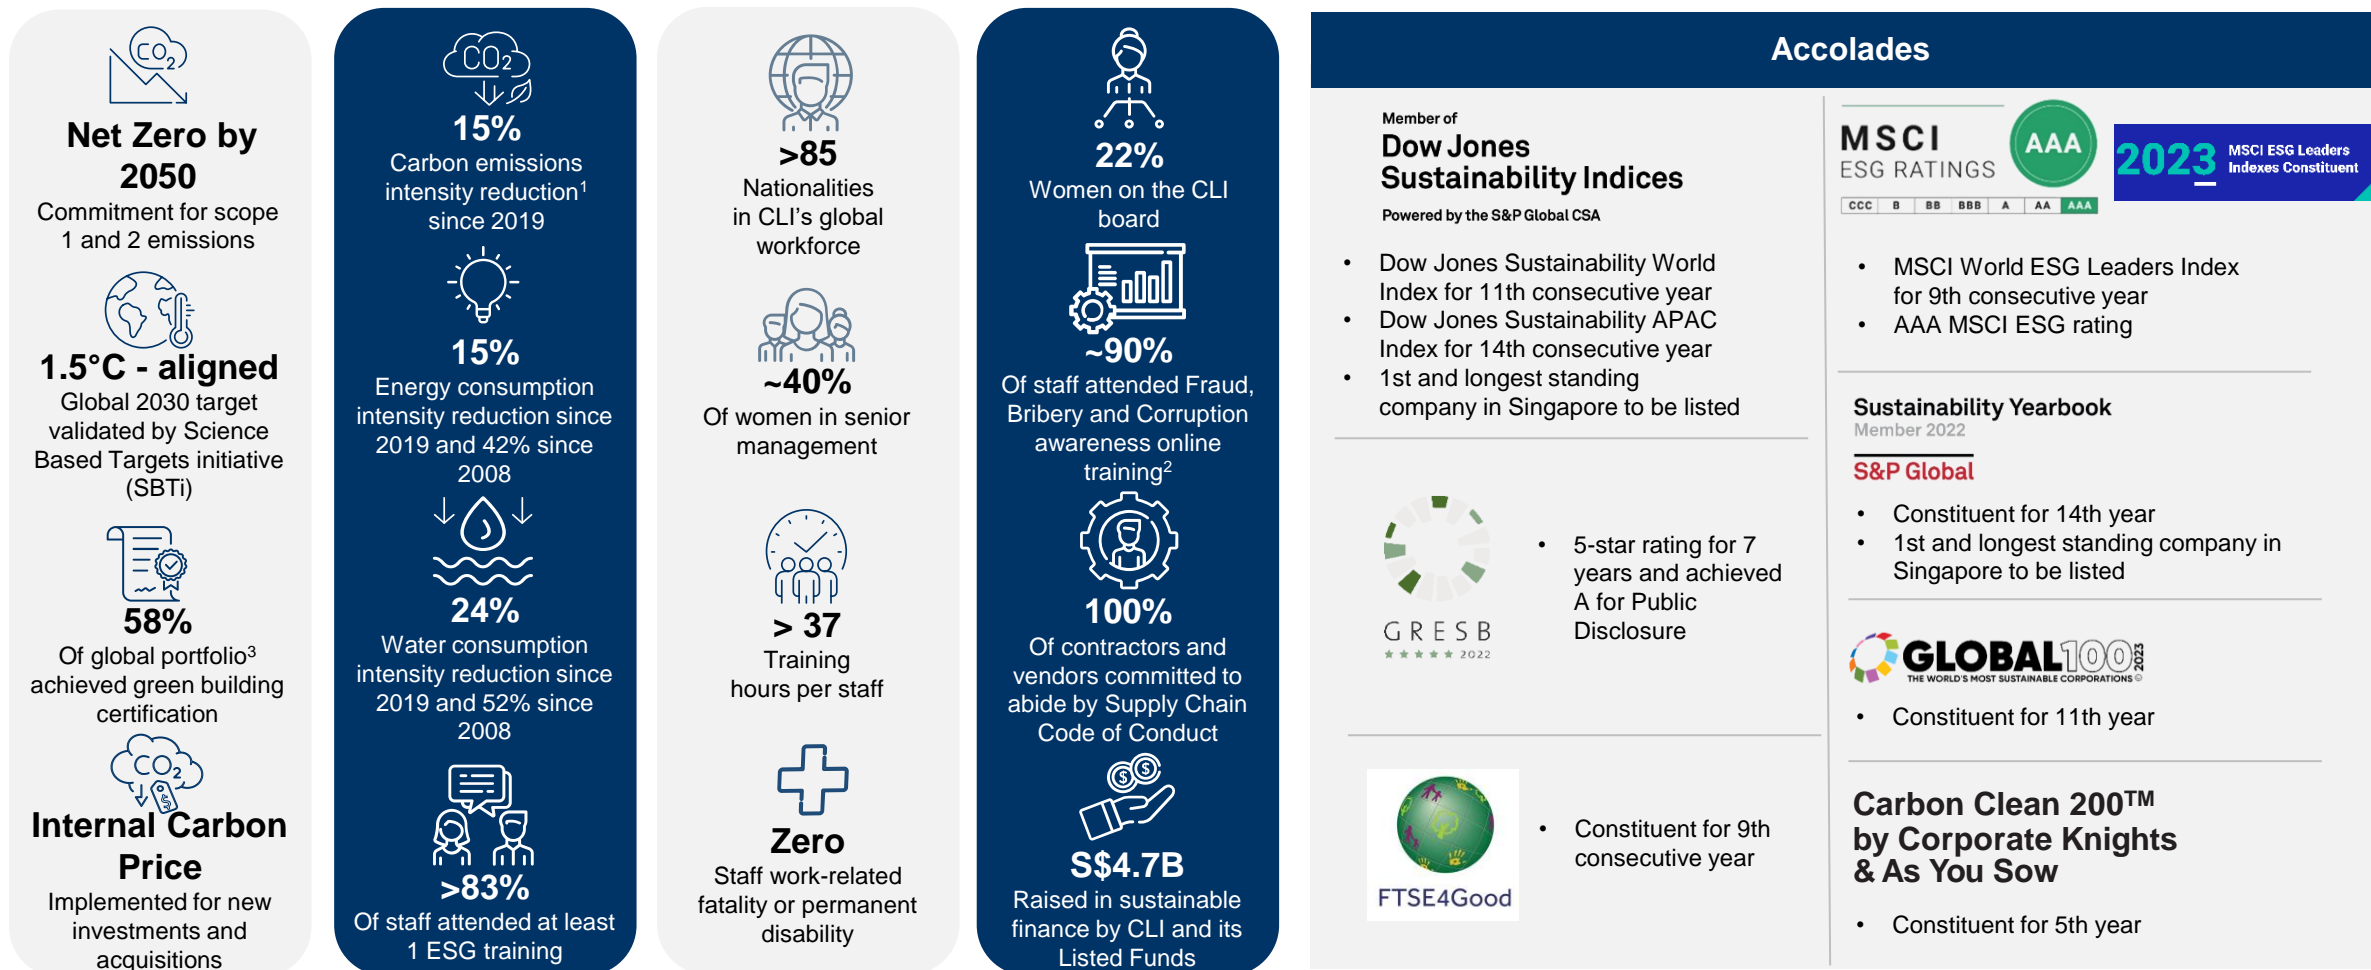 CO2
Net Zero by
2050
Commitment for scope
1 and 2 emissions
1.5°C - aligned
Global 2030 target
validated by Science
Based Targets initiative
(SBTi)
58%
Of global portfolio3
achieved green building
certification
CO2
$
Internal Carbon
Price
Implemented for new
investments and
acquisitions
CO2
15%
Carbon emissions
intensity reduction1
since 2019
15%
Energy consumption
intensity reduction since
2019 and 42% since
2008
24%
Water consumption
intensity reduction since
2019 and 52% since
2008
>83%
Of staff attended at least
1 ESG training
>85
Nationalities
in CLI's global
workforce
~40%
Of women in senior
management
> 37
Training
hours per staff
Zero
Staff work-related
fatality or permanent
disability
22%
Women on the CLI
board
~90%
Of staff attended Fraud,
Bribery and Corruption
awareness online
training2
100%
Of contractors and
vendors committed to
abide by Supply Chain
Code of Conduct
$ $
S$4.7B
Raised in sustainable
finance by CLI and its
Listed Funds
Accolades
Member of
Dow Jones
Sustainability Indices
Powered by the S&P Global CSA
• Dow Jones Sustainability World
Index for 11th consecutive year
• Dow Jones Sustainability APAC
Index for 14th consecutive year
• 1st and longest standing
company in Singapore to be listed
GRESB
★★★★★ 2022
• 5-star rating for 7
years and achieved
A for Public
Disclosure
FTSE4Good
• Constituent for 9th
consecutive year
MSCI
ESG RATINGS
AAA
CCC B BB BBB A AA AAA
2023 MSCI ESG Leaders
Indexes Constituent
• MSCI World ESG Leaders Index
for 9th consecutive year
• AAA MSCI ESG rating
Sustainability Yearbook
Member 2022
S&P Global
• Constituent for 14th year
• 1st and longest standing company in
Singapore to be listed
GLOBAL100 2023
THE WORLD'S MOST SUSTAINABLE CORPORATIONS©
• Constituent for 11th year
Carbon Clean 200TM
by Corporate Knights
& As You Sow
• Constituent for 5th year